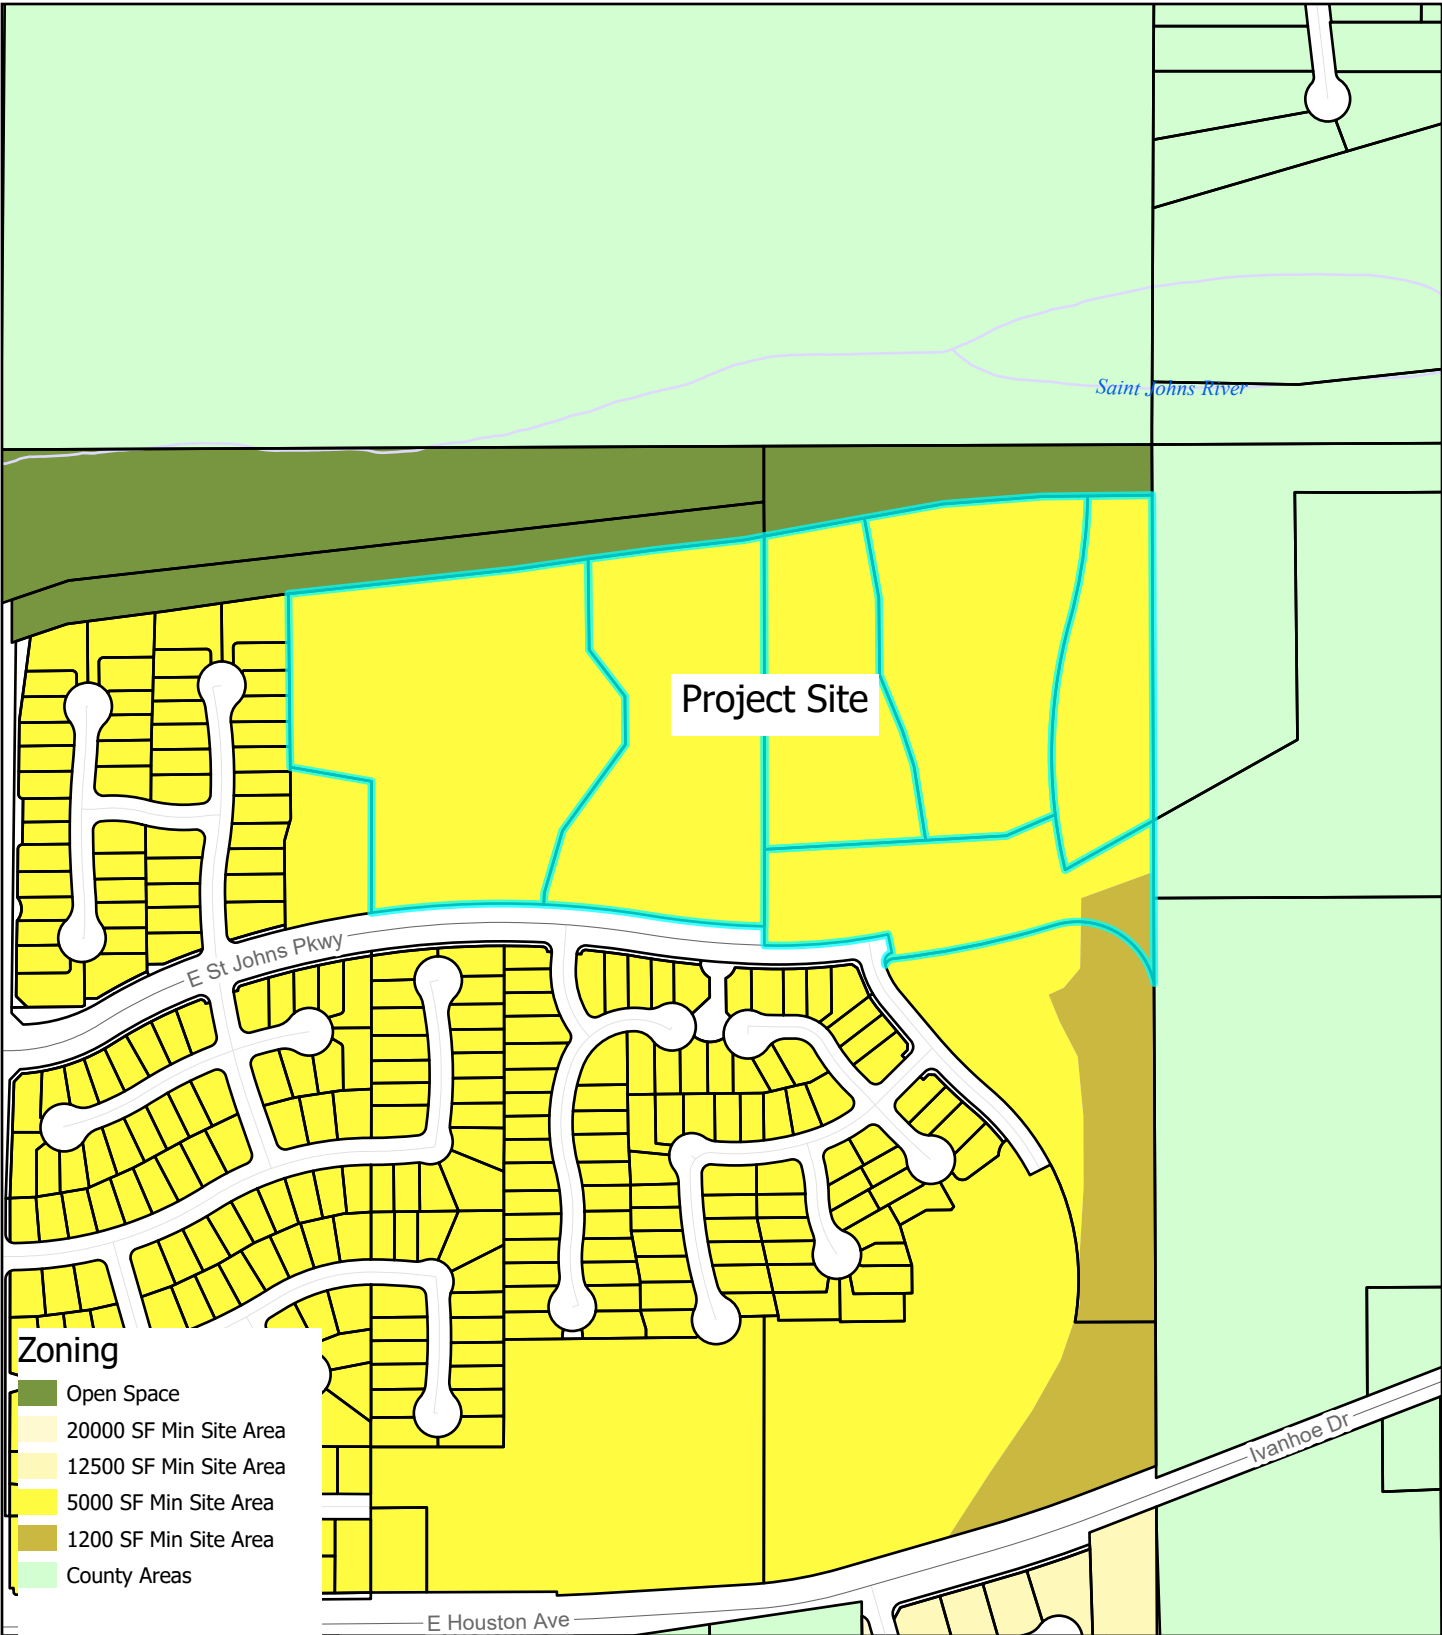 Saint Johns River
Project Site
E St Johns Pkwy
Zoning
Open Space
20000 SF Min Site Area
12500 SF Min Site Area
5000 SF Min Site Area
1200 SF Min Site Area
County Areas
Ivanhoe Dr
E Houston Ave